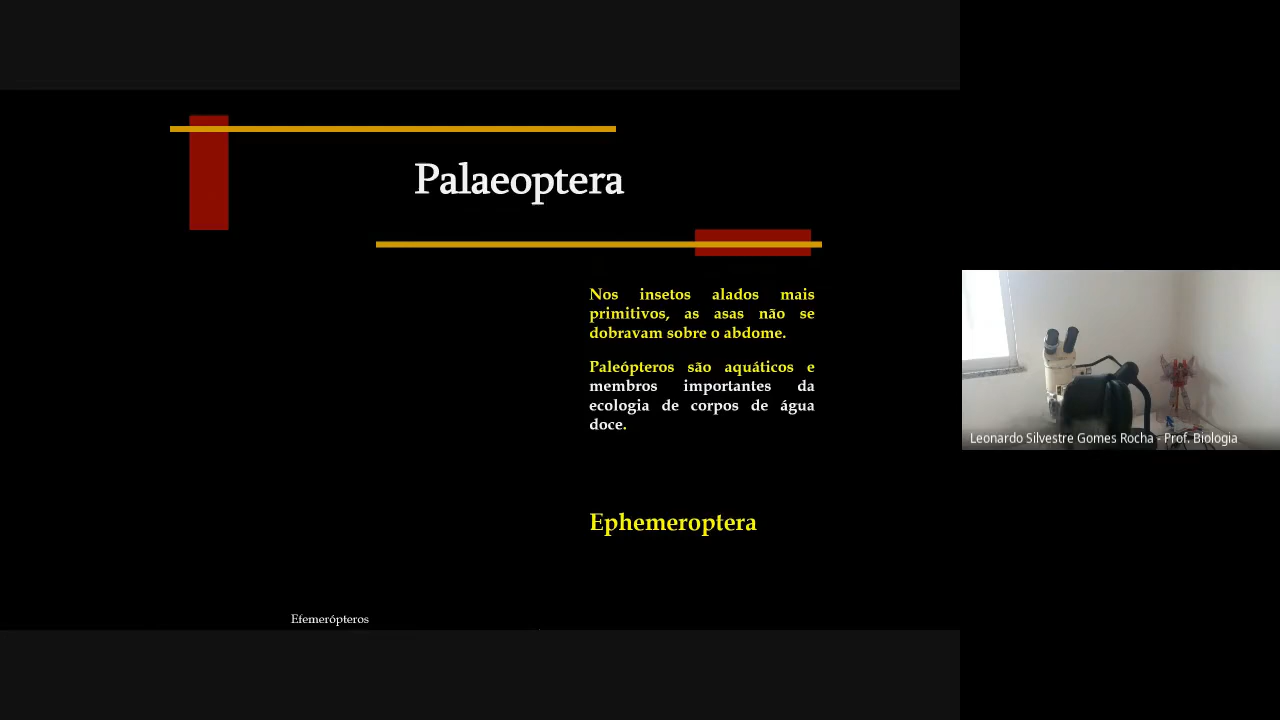 Palaeoptera
Nos insetos alados mais
primitivos, as asas não se
dobravam sobre o abdome.
Paleópteros são aquáticos e
membros importantes da
ecologia de corpos de água
doce.
Ephemeroptera
Efemerópteros
Leonardo Silvestre Gomes Rocha - Prof. Biologia